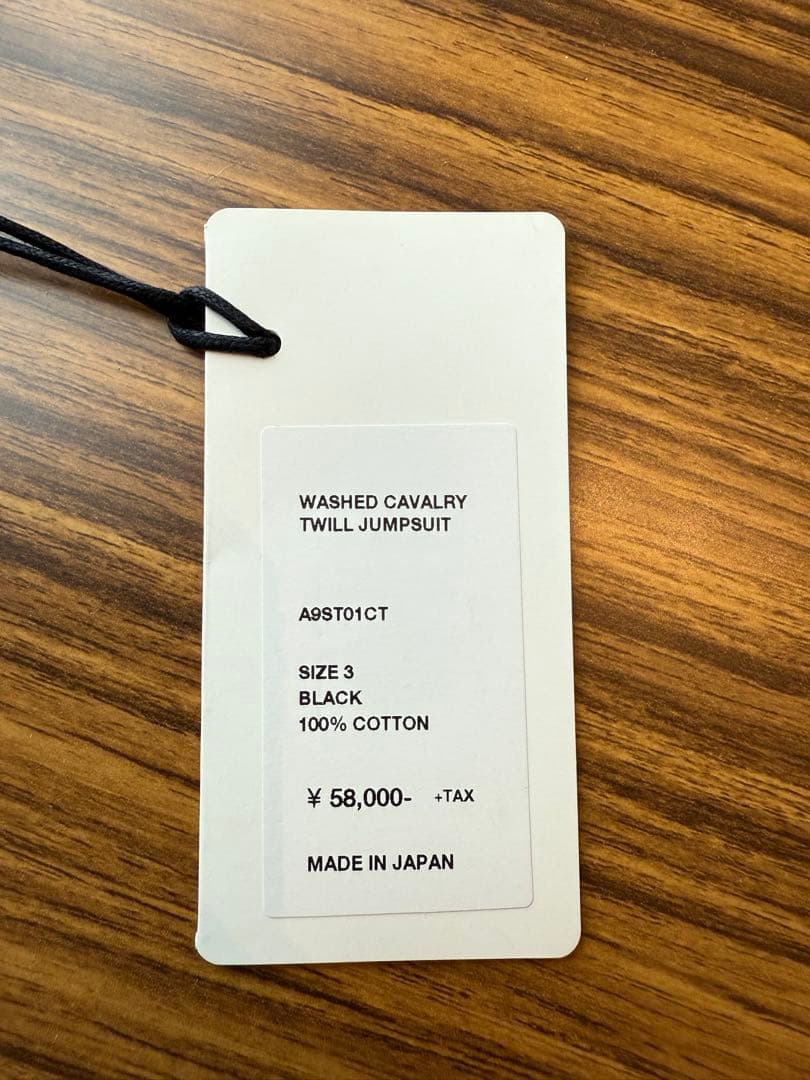 WASHED CAVALRY
TWILL JUMPSUIT
A9ST01CT
SIZE 3
BLACK
100% COTTON
¥ 58,000- +TAX
MADE IN JAPAN